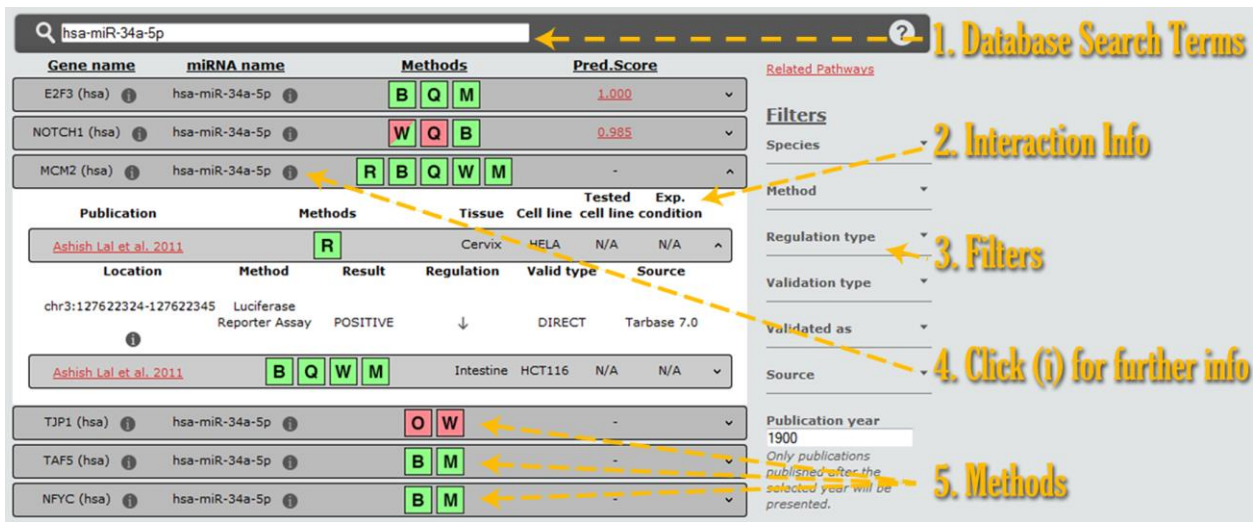 hsa-miR-34a-5p
?
1. Database Search Terms
Gene name miRNA name Methods Pred.Score
Related Pathways
E2F3 (hsa) i hsa-miR-34a-5p i B Q M 1.000
Filters
NOTCH1 (hsa) i hsa-miR-34a-5p i W Q B 0.985
Species
2. Interaction Info
MCM2 (hsa) i hsa-miR-34a-5p i R B Q W M -
Method
Publication Methods Tissue Cell line Tested cell line Exp. condition
Ashish Lal et al. 2011 R Cervix HELA N/A N/A
Regulation type
3. Filters
Location Method Result Regulation Valid type Source
Validation type
chr3:127622324-127622345 i Luciferase Reporter Assay POSITIVE ↓ DIRECT Tarbase 7.0
Validated as
Ashish Lal et al. 2011 B Q W M Intestine HCT116 N/A N/A
Source
4. Click (i) for further info
TJP1 (hsa) i hsa-miR-34a-5p i O W -
Publication year
1900
TAF5 (hsa) i hsa-miR-34a-5p i B M -
Only publications
published after the
selected year will be
presented.
5. Methods
NFYC (hsa) i hsa-miR-34a-5p i B M -